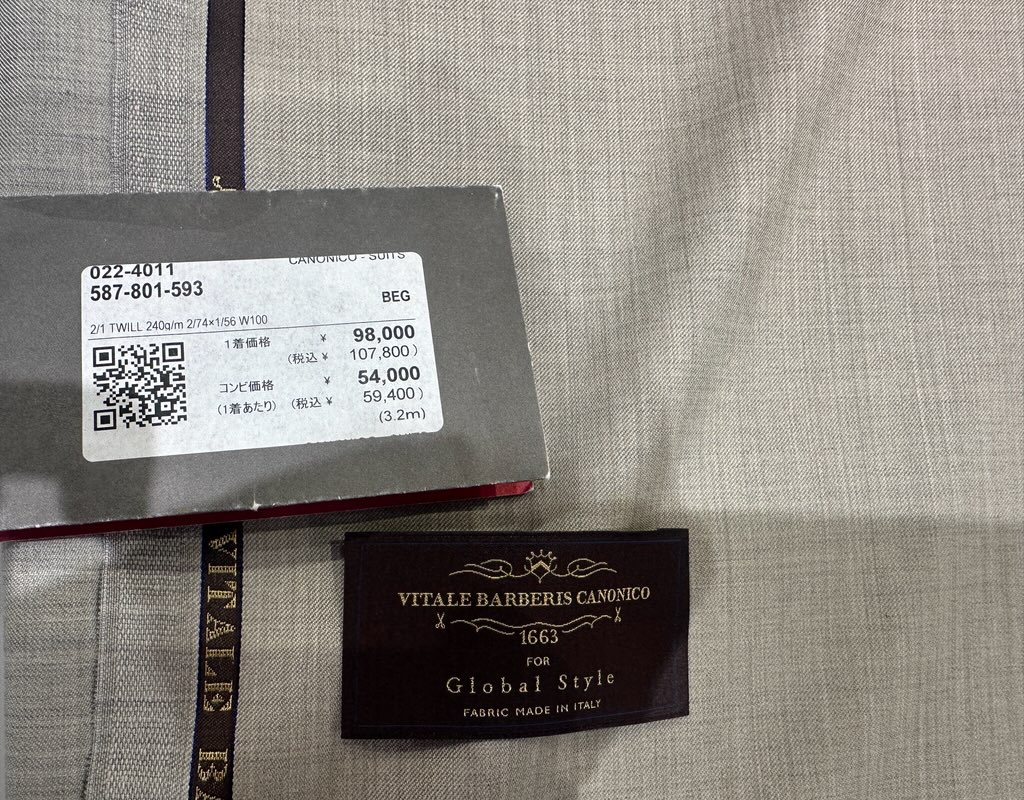 022-4011
CANONICO - SUITS
587-801-593
BEG
2/1 TWILL 240g/m 2/74×1/56 W100
1着価格 ¥ 98,000
(税込 ¥ 107,800)
コンビ価格 ¥ 54,000
(1着あたり) (税込 ¥ 59,400)
(3.2m)
VITALE BARBERIS CANONICO
1663
FOR
Global Style
FABRIC MADE IN ITALY
VITALE B